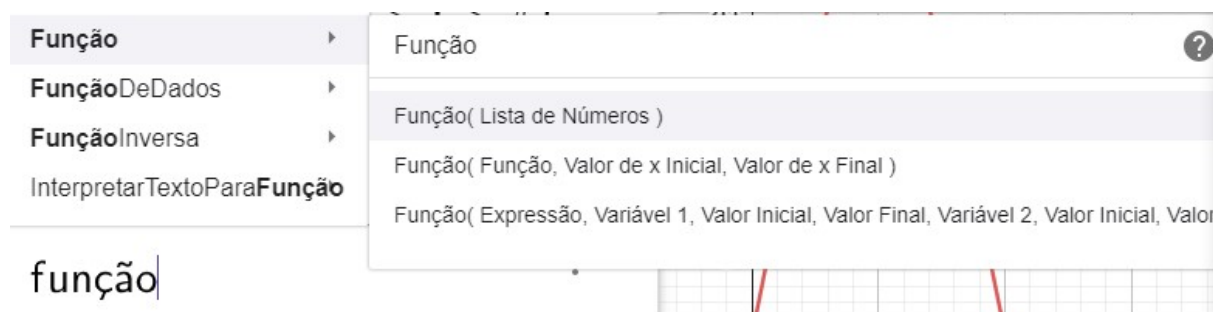 Função
FunçãoDeDados
FunçãoInversa
InterpretarTextoParaFunção
função
Função
?
Função( Lista de Números )
Função( Função, Valor de x Inicial, Valor de x Final )
Função( Expressão, Variável 1, Valor Inicial, Valor Final, Variável 2, Valor Inicial, Valor